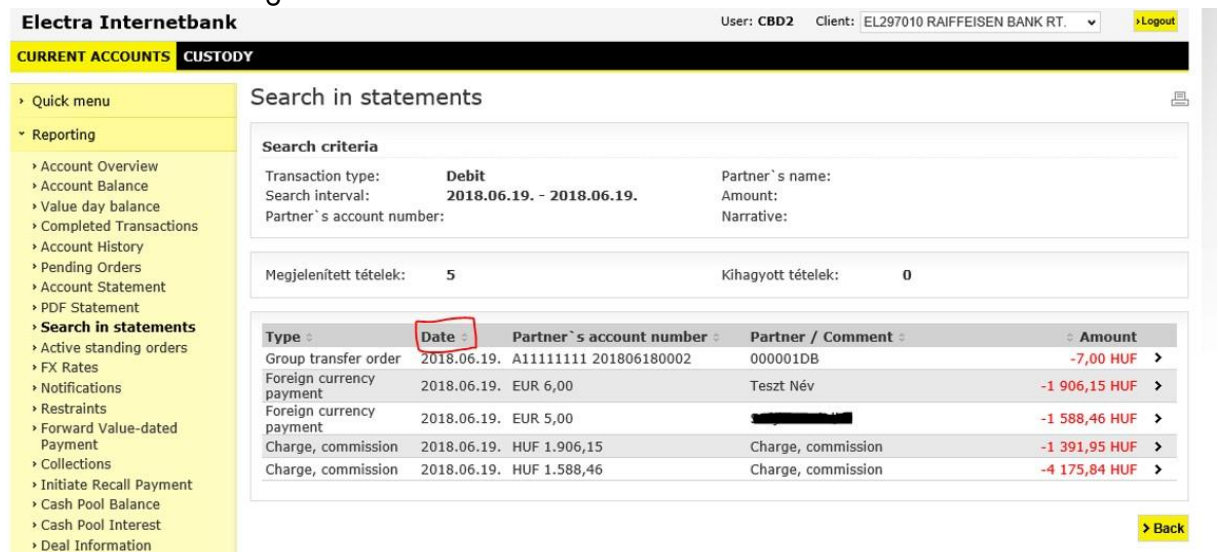 Electra Internetbank
User: CBD2 Client: EL297010 RAIFFEISEN BANK RT.
Logout
CURRENT ACCOUNTS CUSTODY
Quick menu
Reporting
Account Overview
Account Balance
Value day balance
Completed Transactions
Account History
Pending Orders
Account Statement
PDF Statement
Search in statements
Active standing orders
FX Rates
Notifications
Restraints
Forward Value-dated
Payment
Collections
Initiate Recall Payment
Cash Pool Balance
Cash Pool Interest
Deal Information
Search in statements
Search criteria
Transaction type: Debit Partner`s name:
Search interval: 2018.06.19. - 2018.06.19. Amount:
Partner`s account number: Narrative:
Megjelenített tételek: 5 Kihagyott tételek: 0
Type Date Partner`s account number Partner / Comment Amount
Group transfer order 2018.06.19. A11111111 201806180002 000001DB -7,00 HUF
Foreign currency
payment 2018.06.19. EUR 6,00 Teszt Név -1 906,15 HUF
Foreign currency
payment 2018.06.19. EUR 5,00 -1 588,46 HUF
Charge, commission 2018.06.19. HUF 1.906,15 Charge, commission -1 391,95 HUF
Charge, commission 2018.06.19. HUF 1.588,46 Charge, commission -4 175,84 HUF
Back